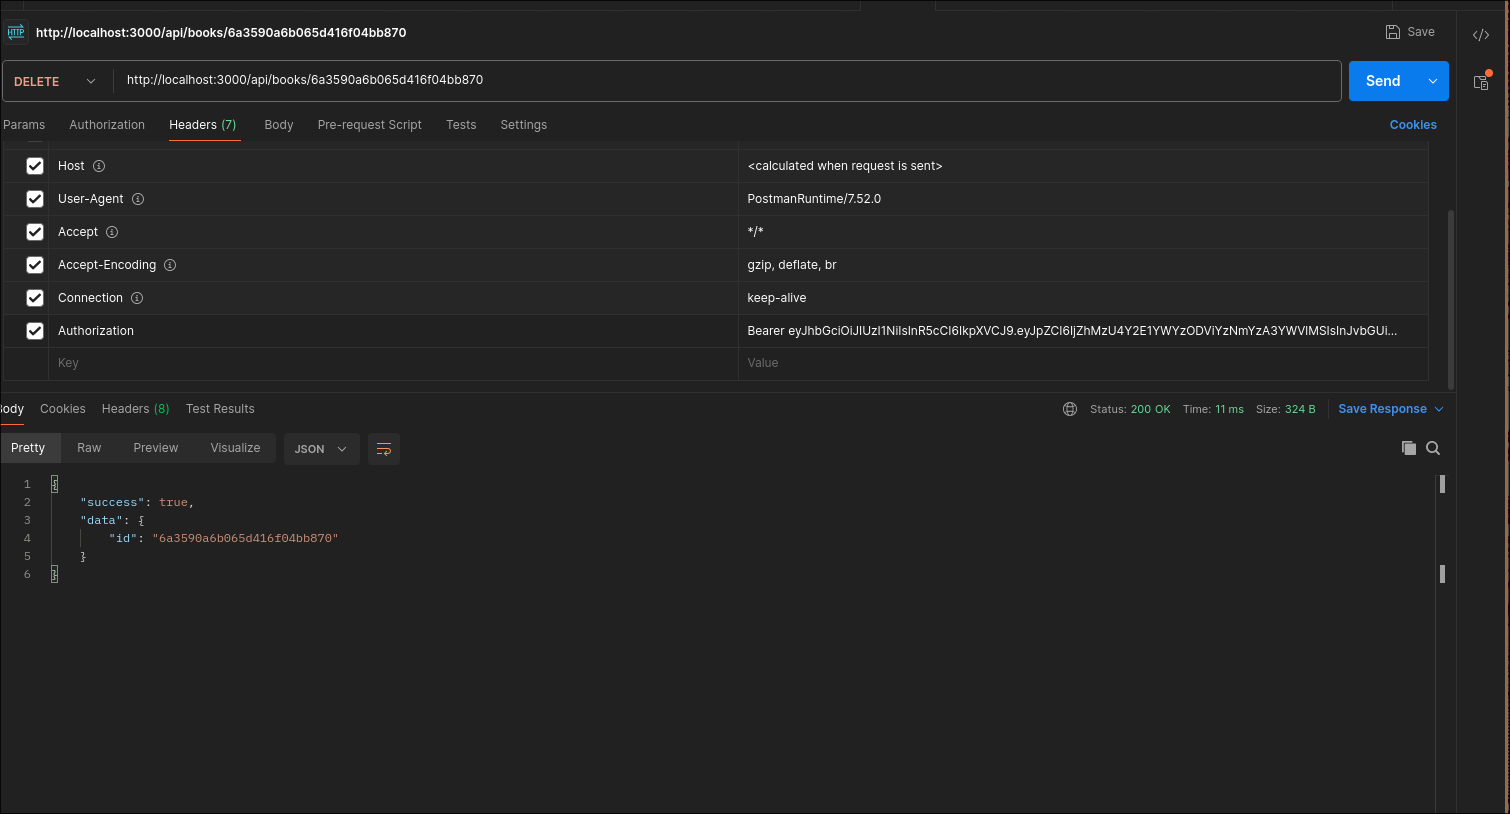 HTTP http://localhost:3000/api/books/6a3590a6b065d416f04bb870 Save
DELETE http://localhost:3000/api/books/6a3590a6b065d416f04bb870 Send
Params Authorization Headers (7) Body Pre-request Script Tests Settings Cookies
Host <calculated when request is sent>
User-Agent PostmanRuntime/7.52.0
Accept */*
Accept-Encoding gzip, deflate, br
Connection keep-alive
Authorization Bearer eyJhbGciOiJIUzI1NiIsInR5cCI6IkpXVCJ9.eyJpZCI6IjZhMzU4Y2E1YWYzODViYzNmYzA3YWVlMSIsInJvbGUi...
Key Value
Body Cookies Headers (8) Test Results Status: 200 OK Time: 11 ms Size: 324 B Save Response
Pretty Raw Preview Visualize JSON
1 {
2 "success": true,
3 "data": {
4 "id": "6a3590a6b065d416f04bb870"
5 }
6 }